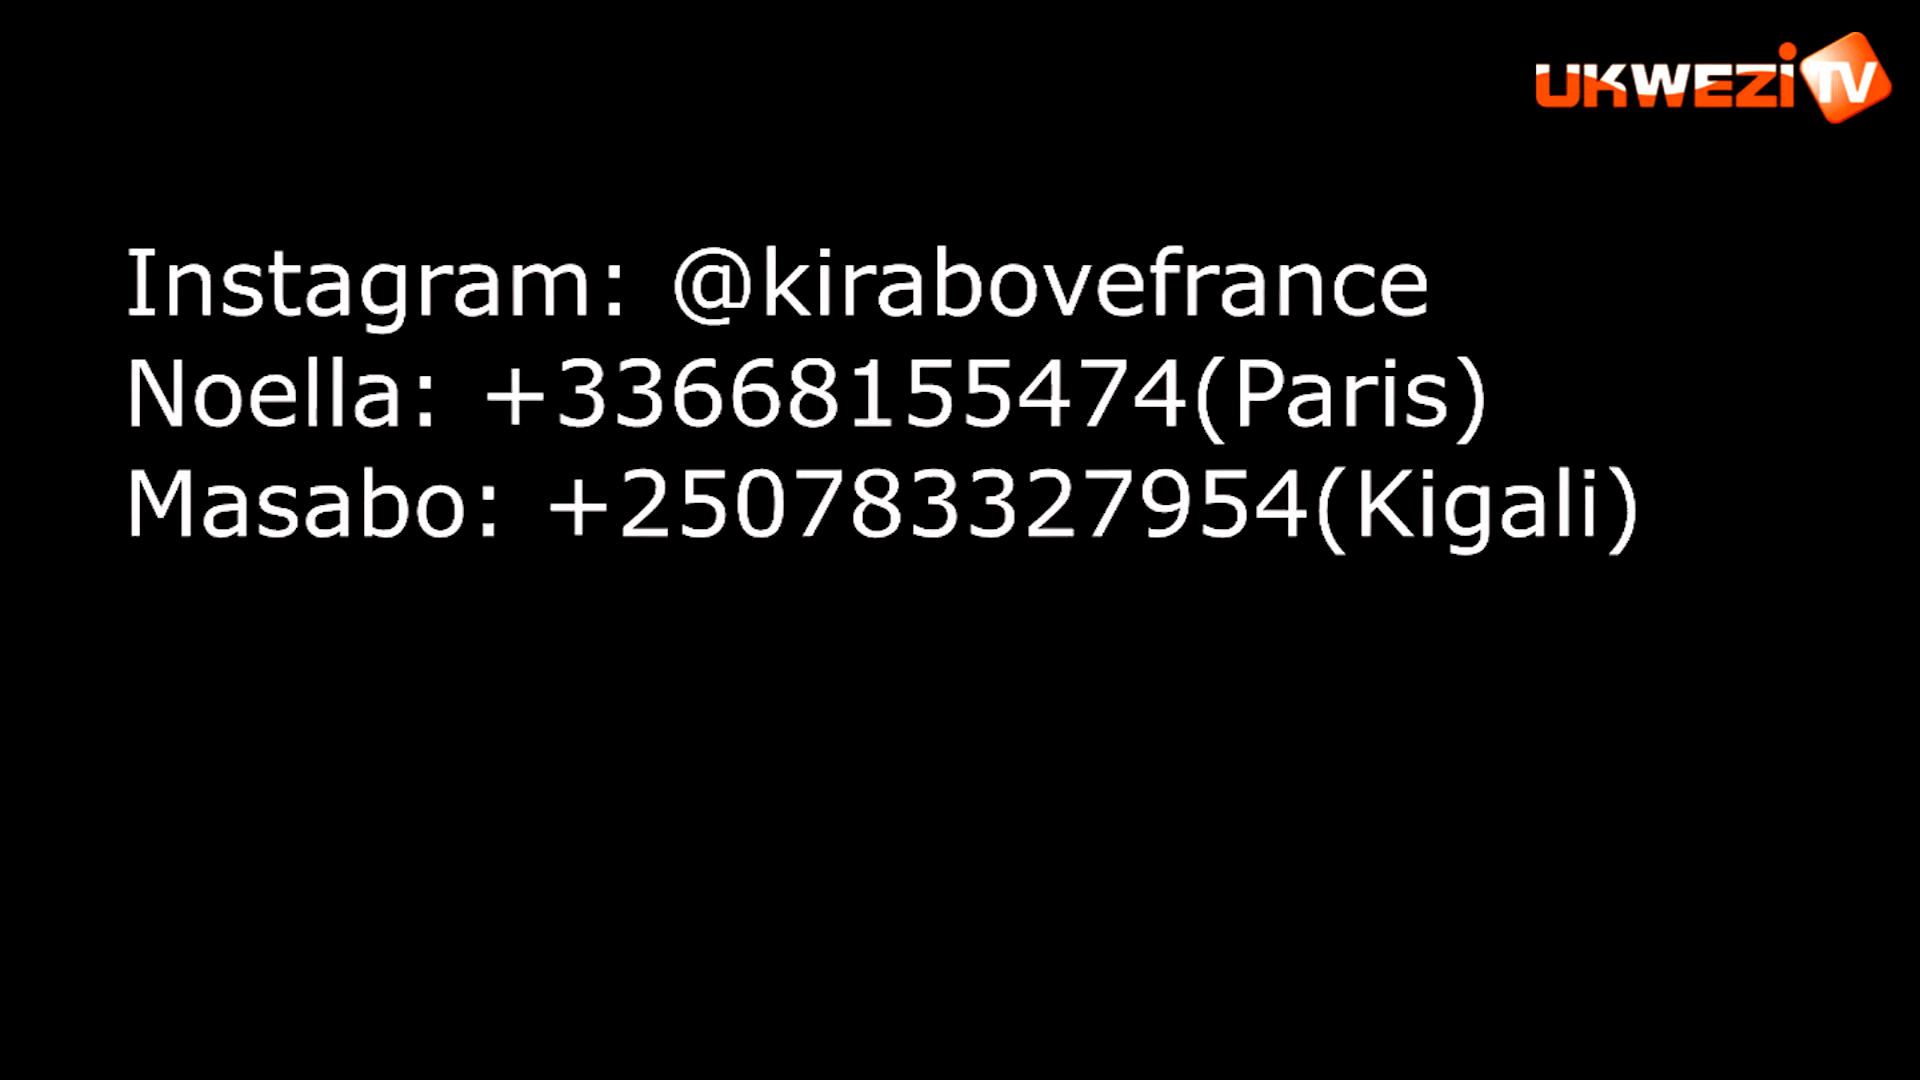 UKWEZI TV
Instagram: @kirabovefrance
Noella: +33668155474(Paris)
Masabo: +250783327954(Kigali)